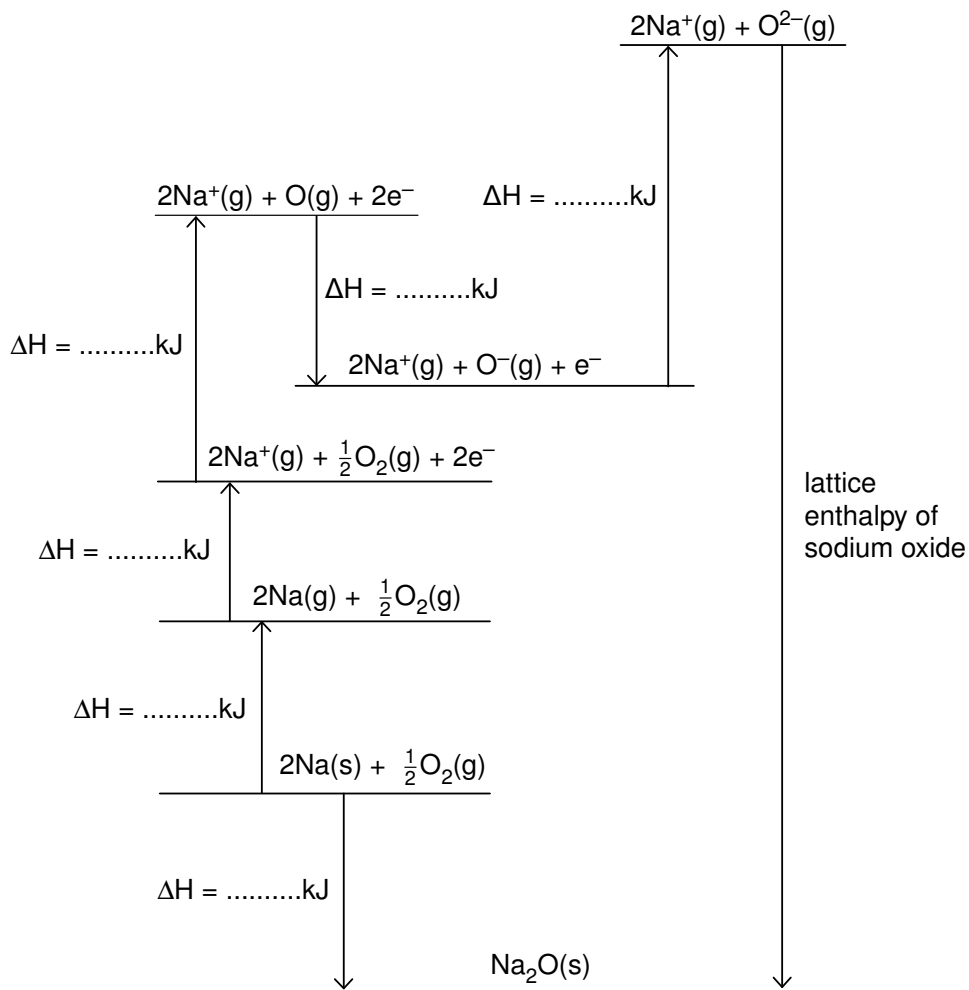 2Na⁺(g) + O²⁻(g)
2Na⁺(g) + O(g) + 2e⁻
ΔH = ..........kJ
ΔH = ..........kJ
ΔH = ..........kJ
2Na⁺(g) + O⁻(g) + e⁻
2Na⁺(g) + ½O₂(g) + 2e⁻
lattice
enthalpy of
sodium oxide
ΔH = ..........kJ
2Na(g) + ½O₂(g)
ΔH = ..........kJ
2Na(s) + ½O₂(g)
ΔH = ..........kJ
Na₂O(s)